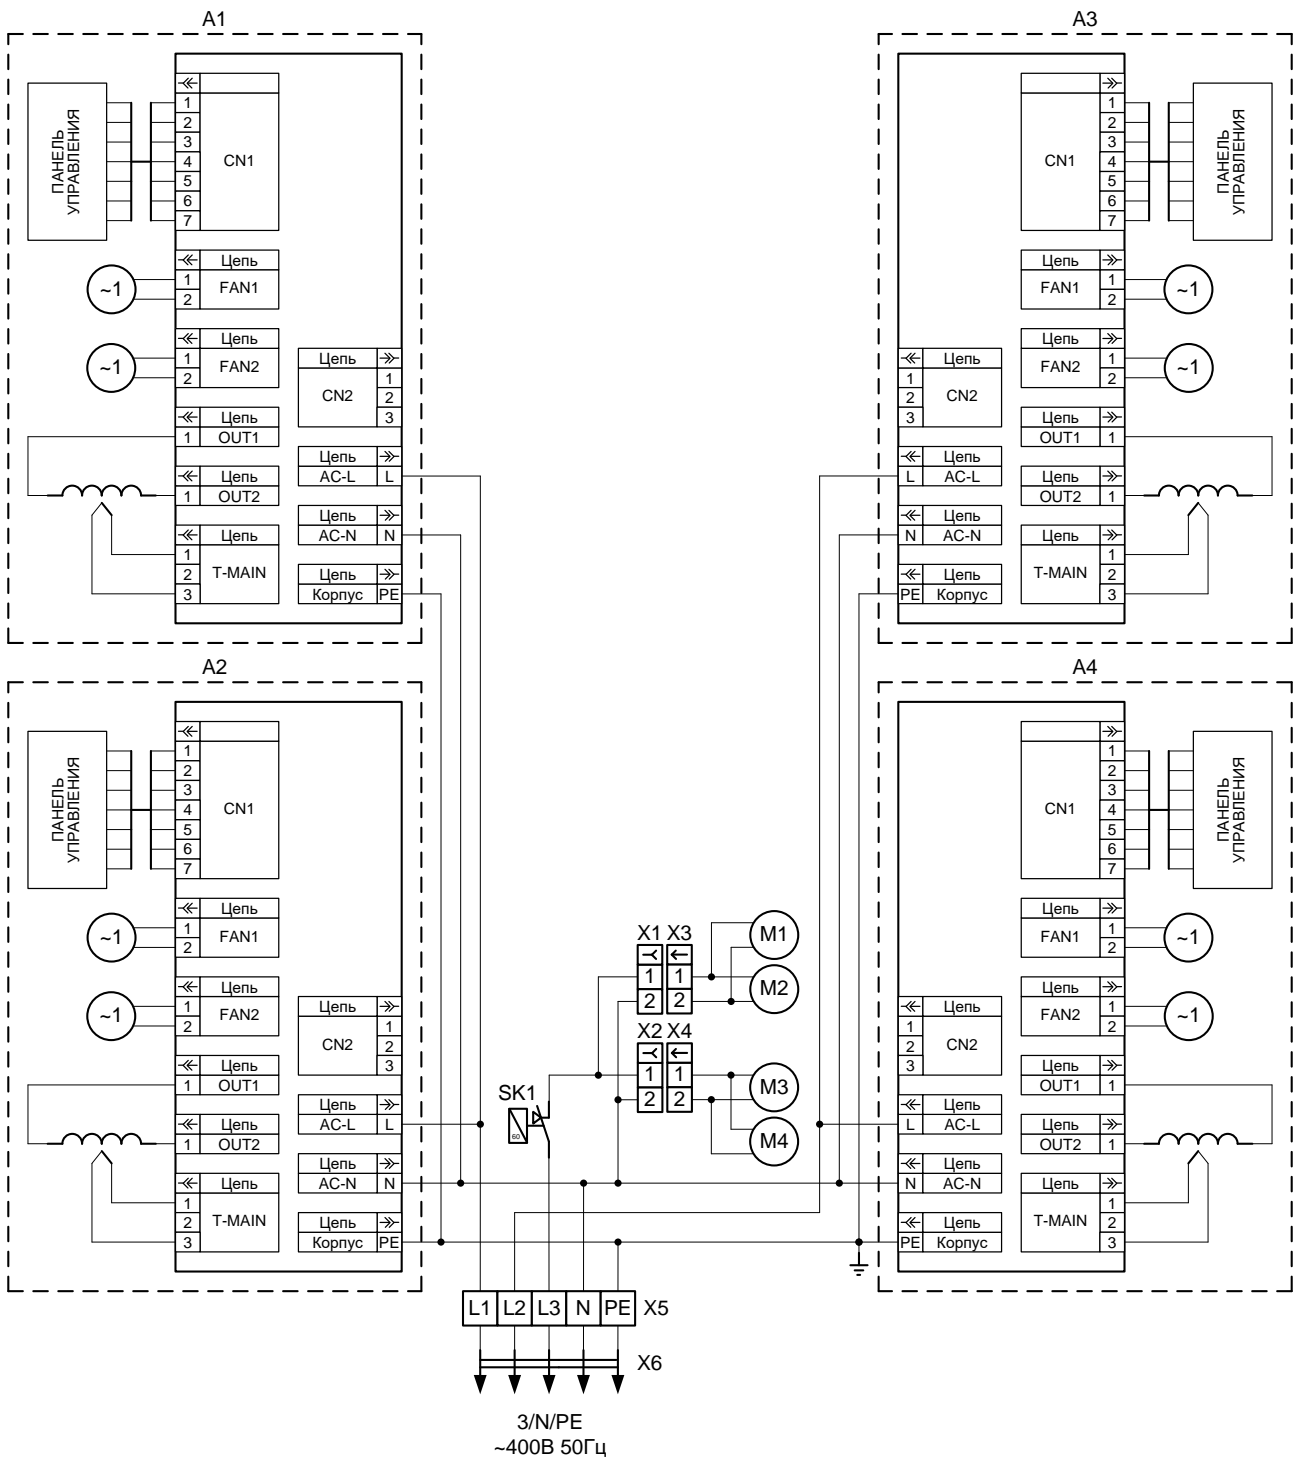 A1
ПАНЕЛЬ
УПРАВЛЕНИЯ
1
2
3
4
5
6
7
CN1
~1
Цепь
1
2
FAN1
~1
Цепь
1
2
FAN2
Цепь
1
2
3
CN2
Цепь
1 OUT1
Цепь
AC-L L
Цепь
1 OUT2
Цепь
AC-N N
Цепь
1
2
3
T-MAIN
Цепь
Корпус PE
A3
CN1
1
2
3
4
5
6
7
ПАНЕЛЬ
УПРАВЛЕНИЯ
Цепь
FAN1
1
2
~1
Цепь
FAN2
1
2
~1
Цепь
1
2
3
CN2
Цепь
OUT1 1
Цепь
L AC-L
Цепь
OUT2 1
Цепь
N AC-N
Цепь
T-MAIN
1
2
3
Цепь
PE Корпус
A2
ПАНЕЛЬ
УПРАВЛЕНИЯ
1
2
3
4
5
6
7
CN1
~1
Цепь
1
2
FAN1
~1
Цепь
1
2
FAN2
Цепь
1
2
3
CN2
Цепь
1 OUT1
Цепь
AC-L L
Цепь
1 OUT2
Цепь
AC-N N
Цепь
1
2
3
T-MAIN
Цепь
Корпус PE
X1 X3
1 1
2 2
M1
M2
X2 X4
1 1
2 2
M3
M4
SK1
60
A4
CN1
1
2
3
4
5
6
7
ПАНЕЛЬ
УПРАВЛЕНИЯ
Цепь
FAN1
1
2
~1
Цепь
FAN2
1
2
~1
Цепь
1
2
3
CN2
Цепь
OUT1 1
Цепь
L AC-L
Цепь
OUT2 1
Цепь
N AC-N
Цепь
T-MAIN
1
2
3
Цепь
PE Корпус
L1 L2 L3 N PE X5
X6
3/N/PE
~400В 50Гц